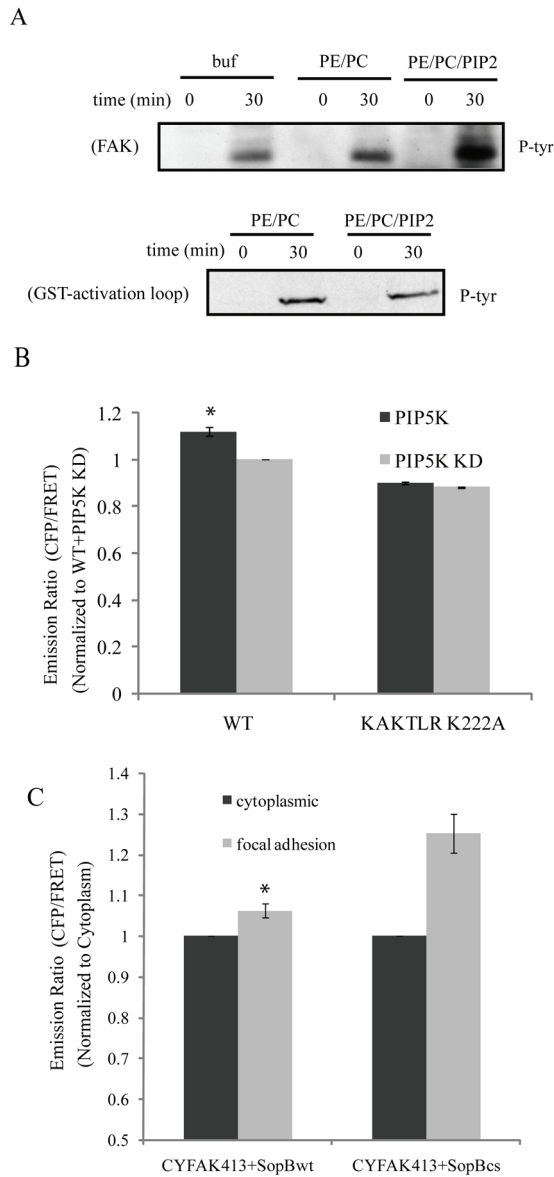 A
buf PE/PC PE/PC/PIP2
time (min) 0 30 0 30 0 30
(FAK) P-tyr
PE/PC PE/PC/PIP2
time (min) 0 30 0 30
(GST-activation loop) P-tyr
B
Emission Ratio (CFP/FRET)
(Normalized to WT+PIP5K KD)
1.2
1
0.8
0.6
0.4
0.2
0
*
PIP5K
PIP5K KD
WT KAKTLR K222A
C
Emission Ratio (CFP/FRET)
(Normalized to Cytoplasm)
1.4
1.3
1.2
1.1
1
0.9
0.8
0.7
0.6
0.5
cytoplasmic
focal adhesion
*
CYFAK413+SopBwt CYFAK413+SopBcs